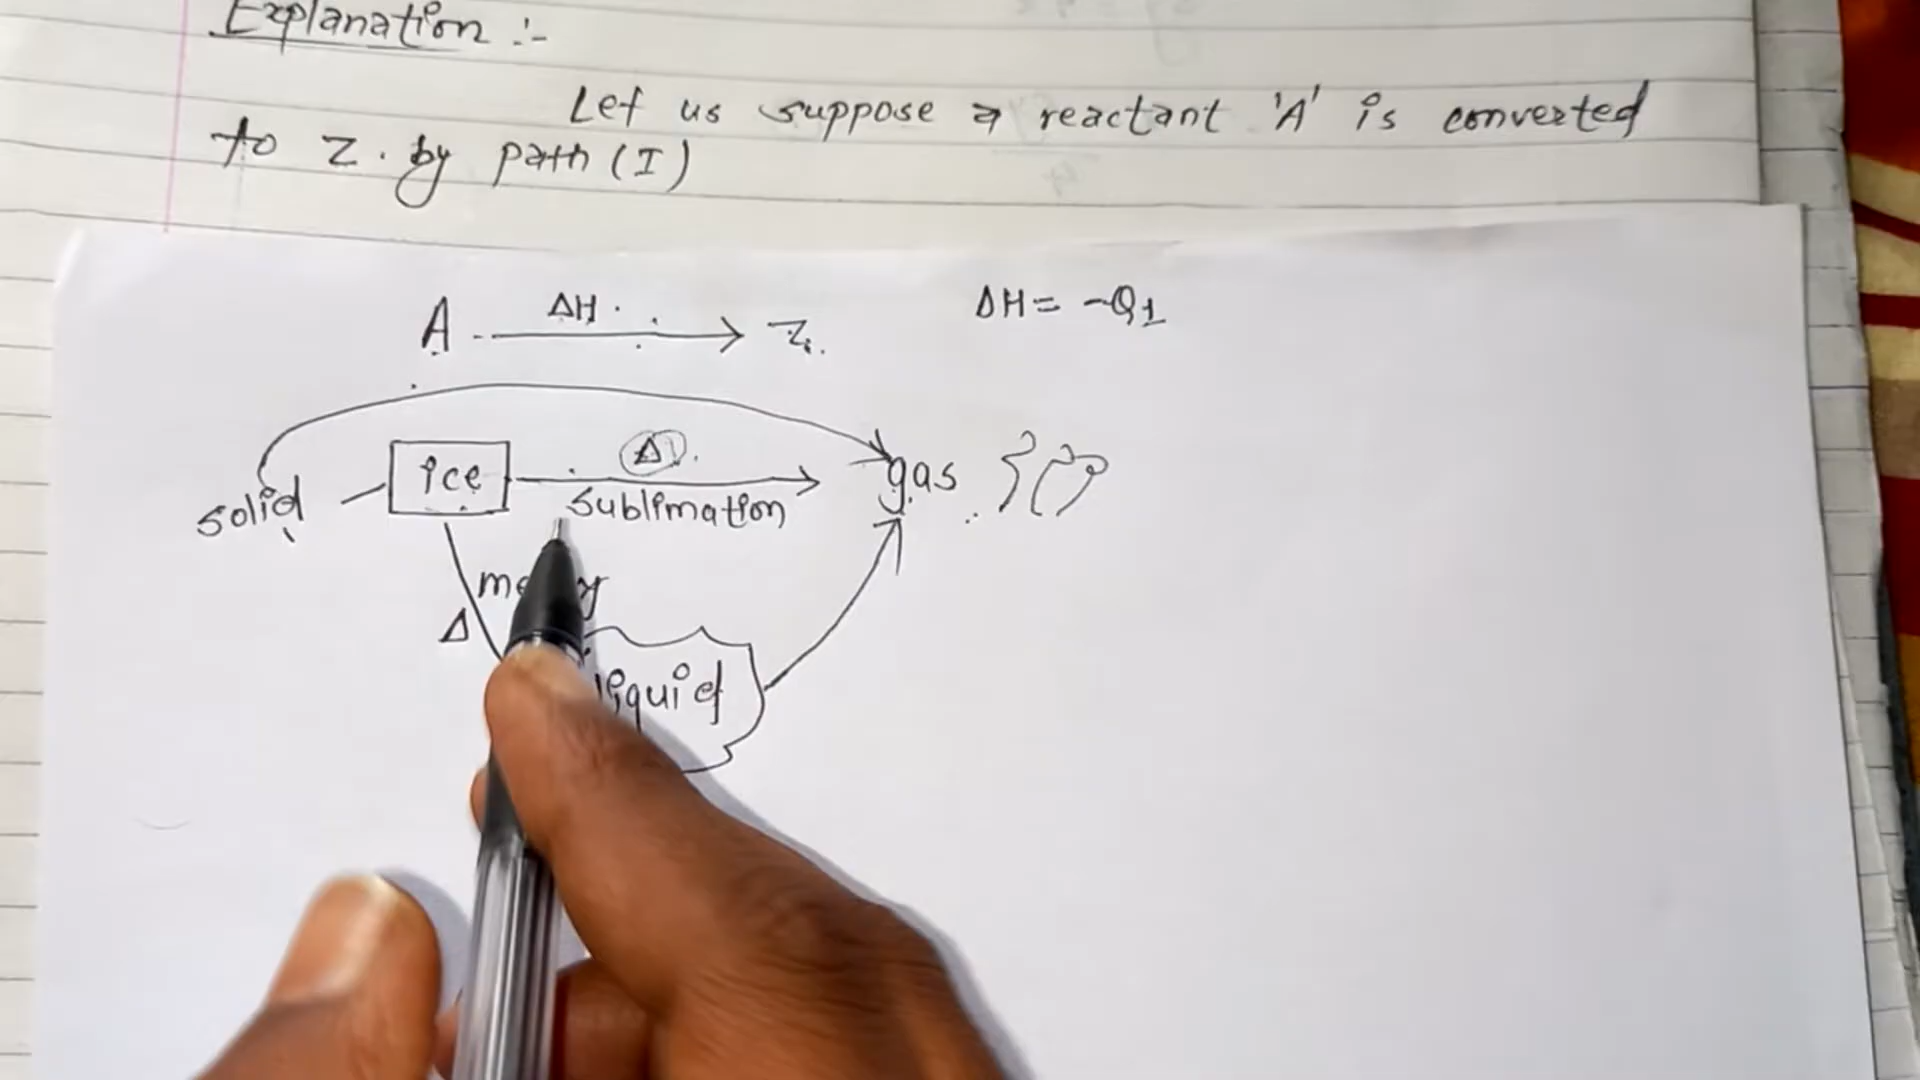 Explanation :-
Let us suppose a reactant 'A' is converted
to Z. by path (I)
A ΔH → Z.
ΔH = -Q1
solid ice Δ gas
sublimation
Δ
liquid